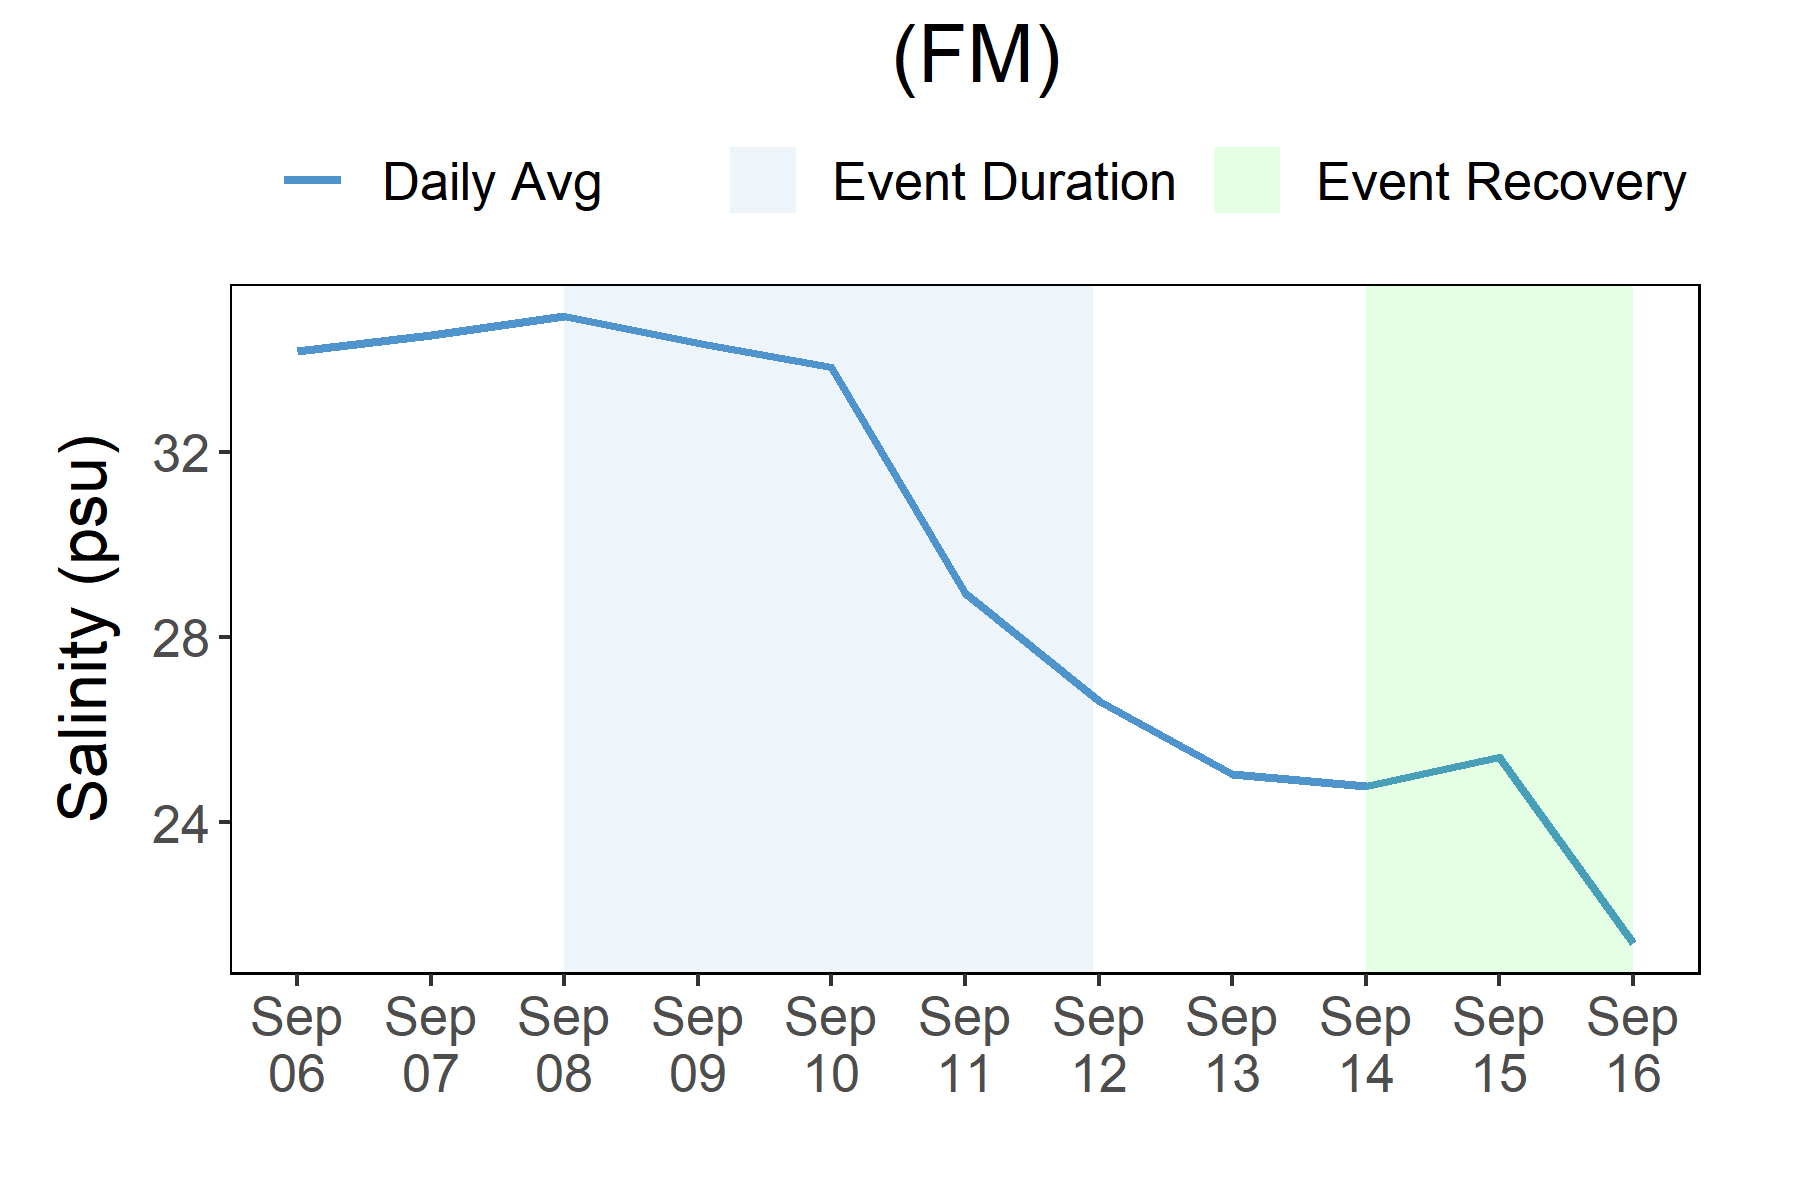 (FM)
Daily Avg
Event Duration
Event Recovery
Salinity (psu)
32
28
24
Sep 06
Sep 07
Sep 08
Sep 09
Sep 10
Sep 11
Sep 12
Sep 13
Sep 14
Sep 15
Sep 16